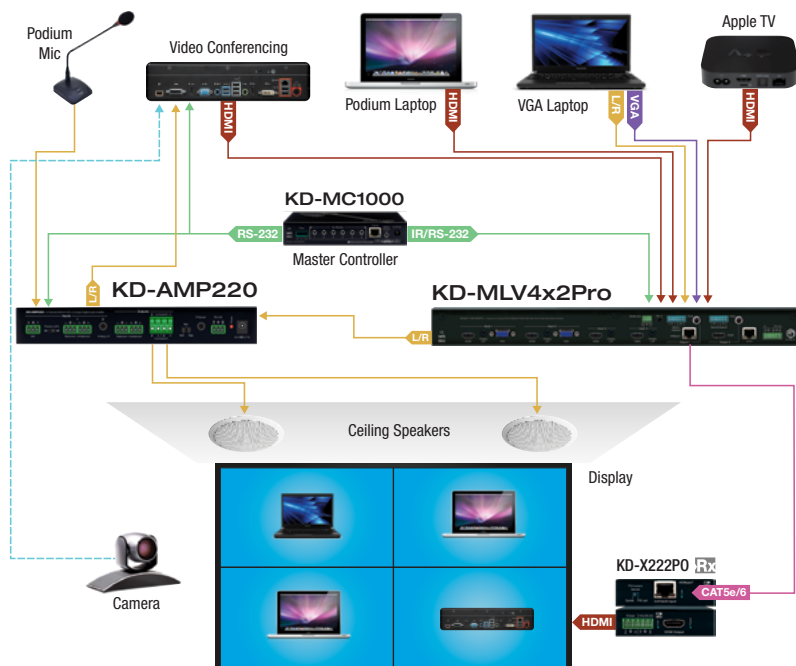 Podium
Mic
Video Conferencing
Podium Laptop
VGA Laptop
Apple TV
HDMI
HDMI
L/R
VGA
HDMI
KD-MC1000
RS-232
IR/RS-232
Master Controller
L/R
KD-AMP220
KD-MLV4x2Pro
L/R
Ceiling Speakers
Display
Camera
KD-X222PO Rx
CAT5e/6
HDMI